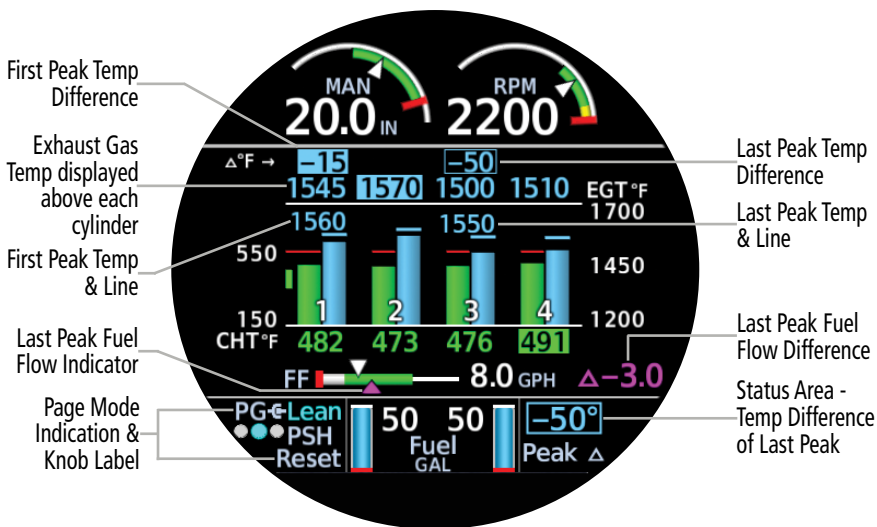 First Peak Temp
Difference
Exhaust Gas
Temp displayed
above each
cylinder
First Peak Temp
& Line
Last Peak Fuel
Flow Indicator
Page Mode
Indication &
Knob Label
MAN
20.0 IN
RPM
2200
△°F → −15 −50
1545 1570 1500 1510 EGT °F
1560 1550 1700
550 1450
1 2 3 4
150 1200
CHT°F 482 473 476 491
FF 8.0 GPH △−3.0
PG Lean
PSH
Reset
50 50
Fuel
GAL
−50°
Peak △
Last Peak Temp
Difference
Last Peak Temp
& Line
Last Peak Fuel
Flow Difference
Status Area -
Temp Difference
of Last Peak